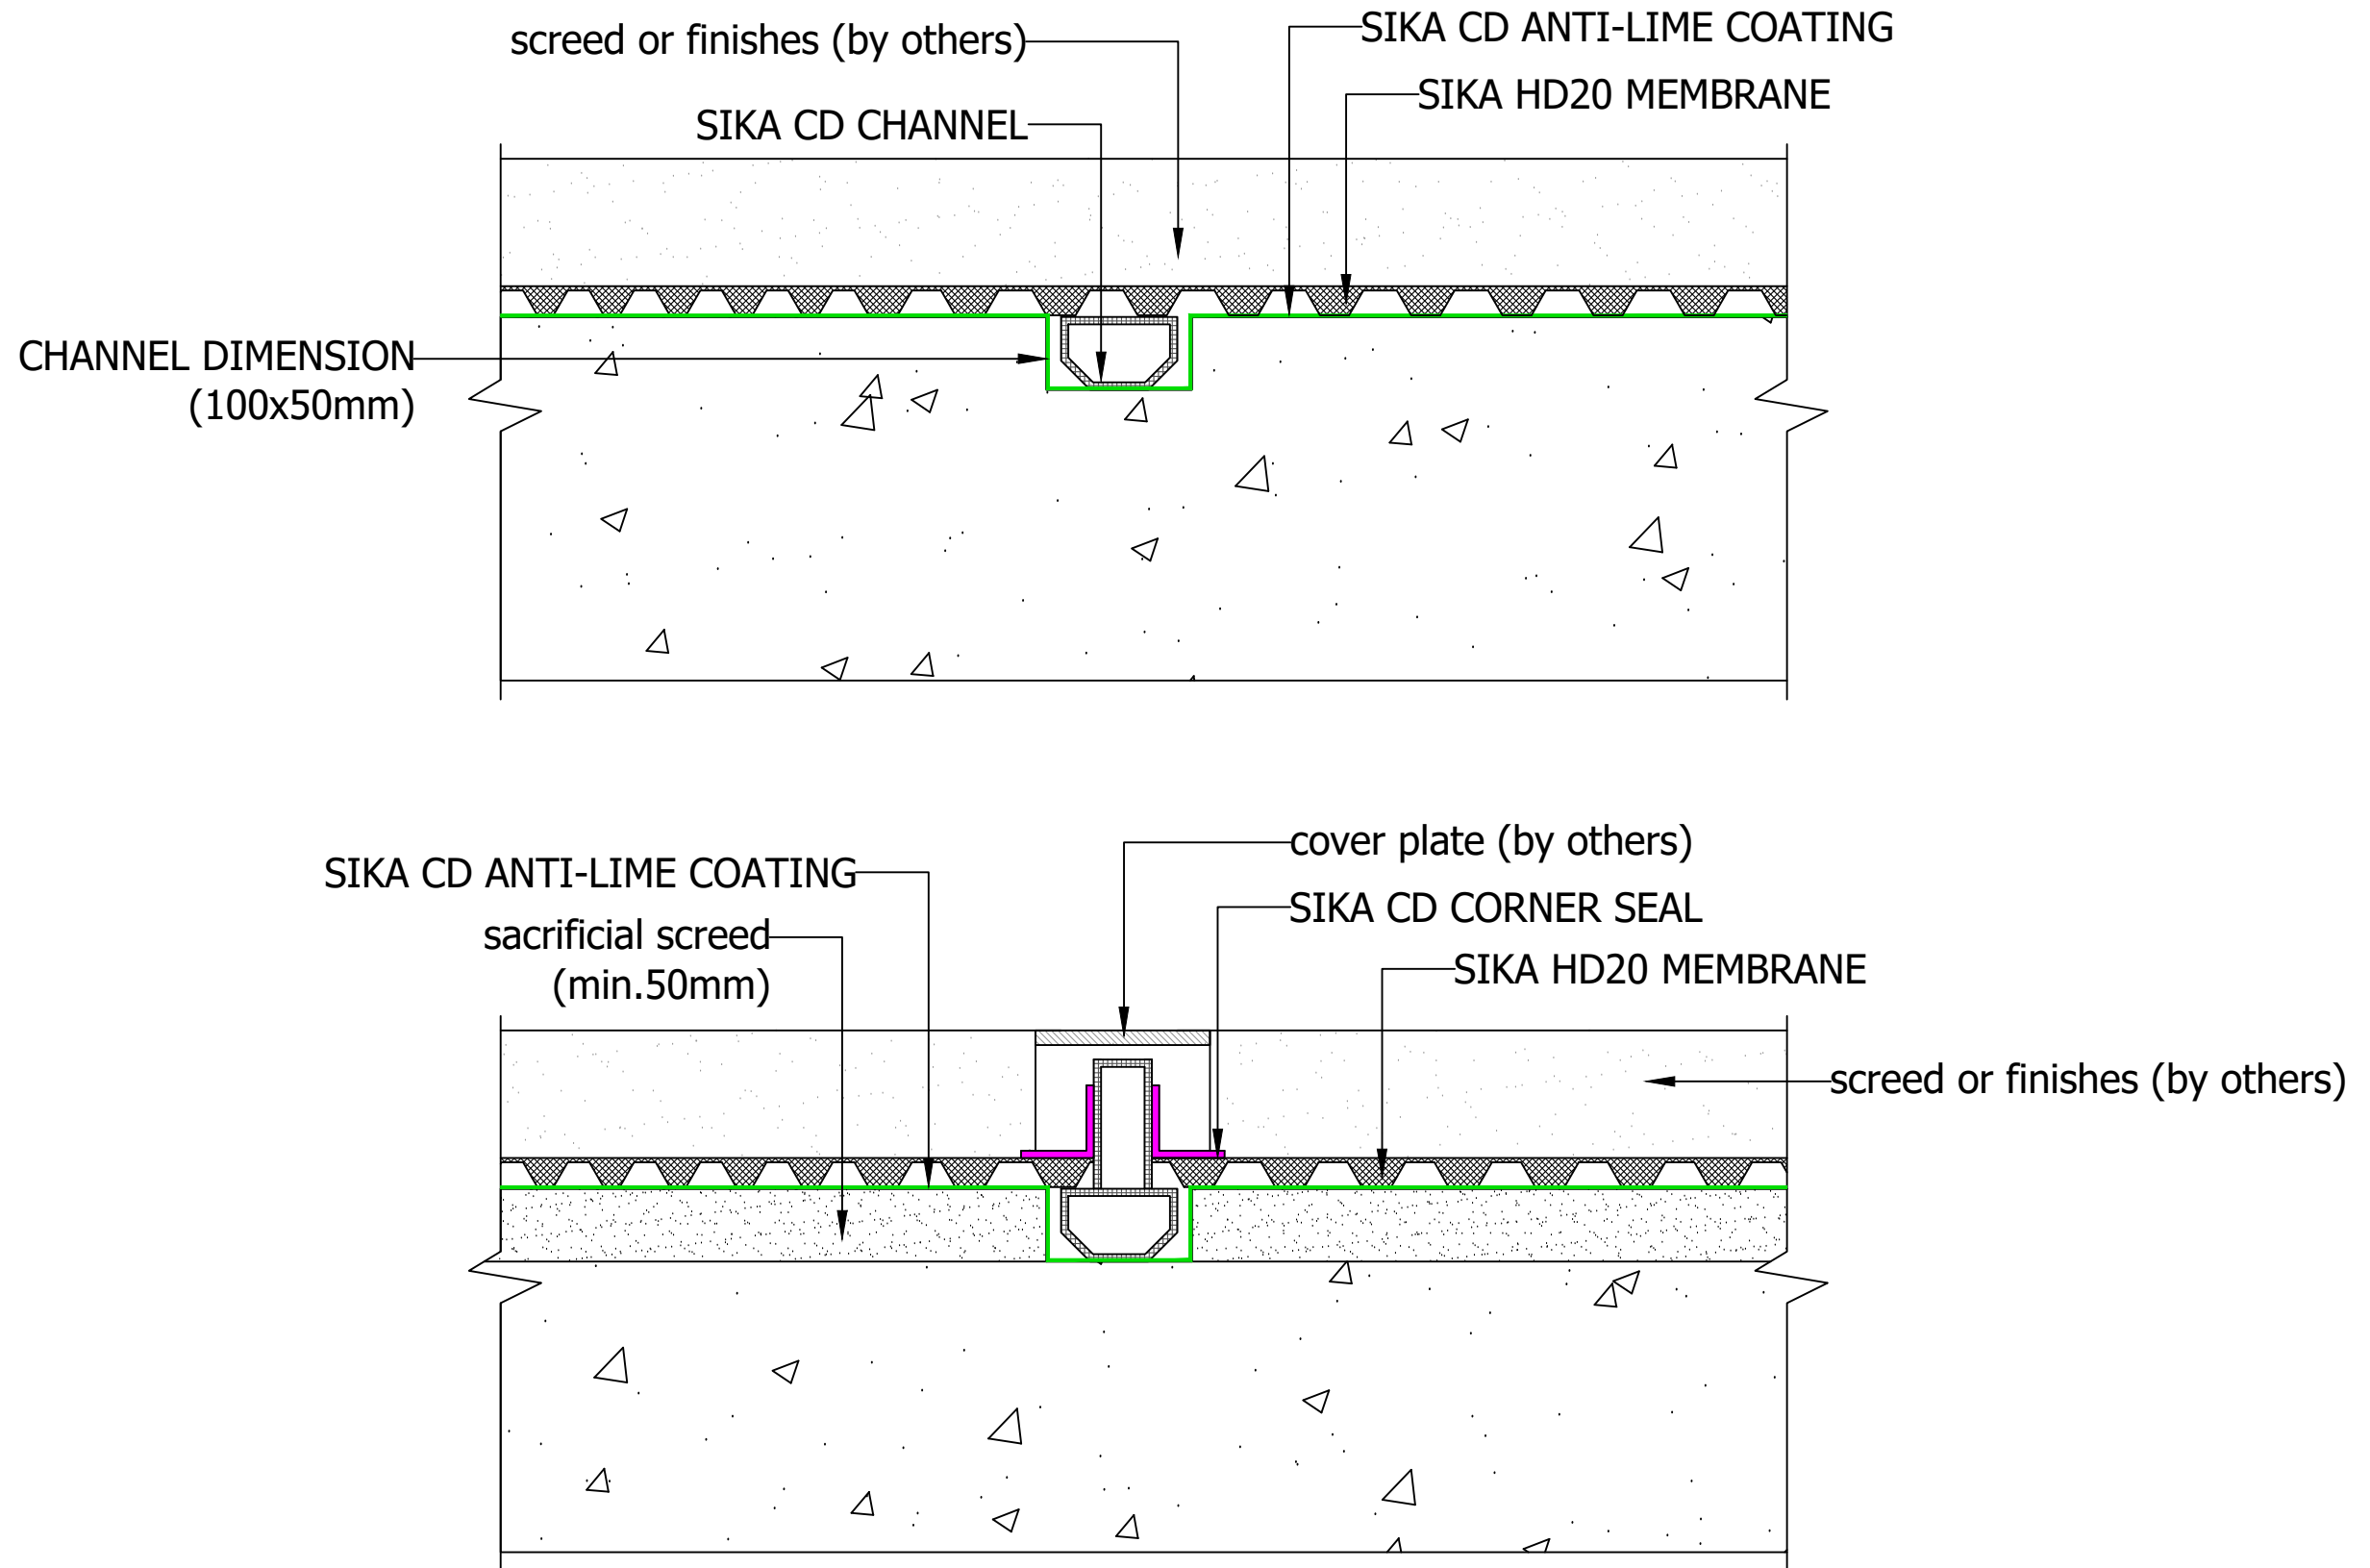 SIKA CD ANTI-LIME COATING
screed or finishes (by others)
SIKA HD20 MEMBRANE
SIKA CD CHANNEL
CHANNEL DIMENSION
(100x50mm)
cover plate (by others)
SIKA CD ANTI-LIME COATING
SIKA CD CORNER SEAL
sacrificial screed
(min.50mm)
SIKA HD20 MEMBRANE
screed or finishes (by others)